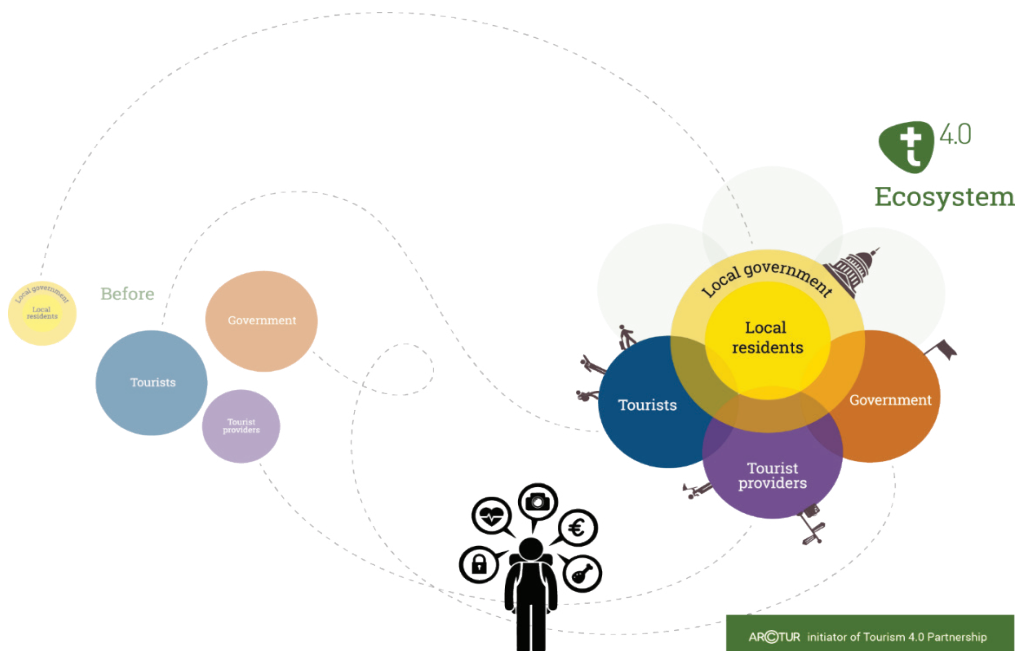 t 4.0
Ecosystem
Before
Local government
Local
residents
Government
Tourists
Tourist
providers
Local government
Local
residents
Tourists
Government
Tourist
providers
€
ARCTUR initiator of Tourism 4.0 Partnership